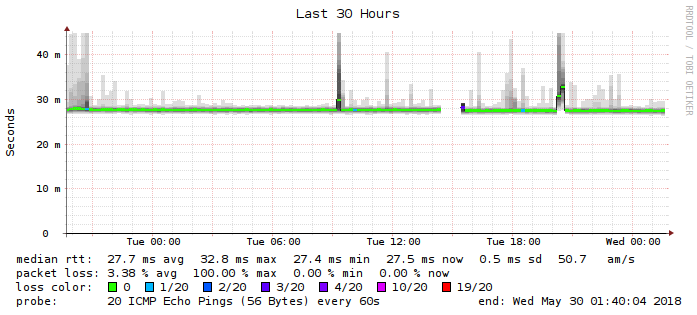 Last 30 Hours
RRDTOOL / TOBI OETIKER
Seconds
40 m
30 m
20 m
10 m
0
Tue 00:00 Tue 06:00 Tue 12:00 Tue 18:00 Wed 00:00
median rtt: 27.7 ms avg 32.8 ms max 27.4 ms min 27.5 ms now 0.5 ms sd 50.7 am/s
packet loss: 3.38 % avg 100.00 % max 0.00 % min 0.00 % now
loss color: 0 1/20 2/20 3/20 4/20 10/20 19/20
probe: 20 ICMP Echo Pings (56 Bytes) every 60s end: Wed May 30 01:40:04 2018